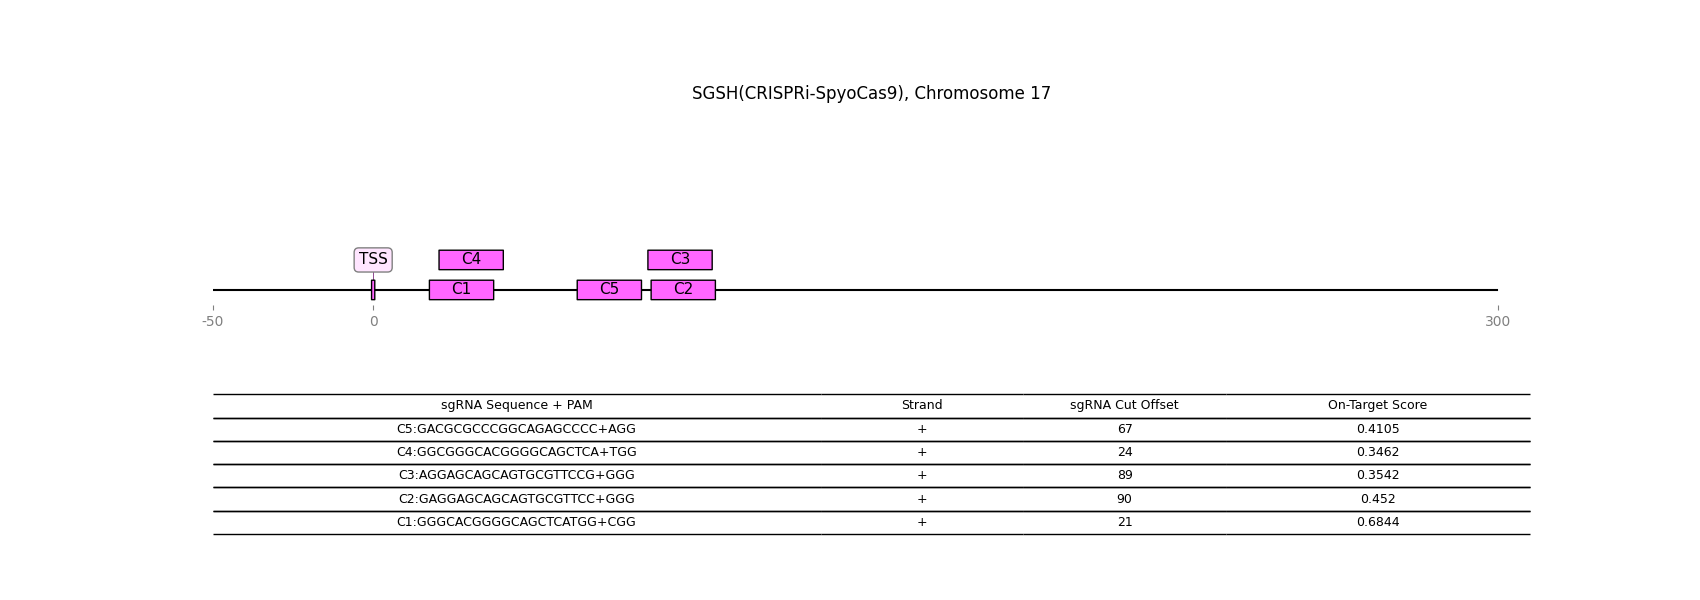 SGSH(CRISPRi-SpyoCas9), Chromosome 17
TSS C4 C3
C1 C5 C2
-50 0 300
sgRNA Sequence + PAM Strand sgRNA Cut Offset On-Target Score
C5:GACGCGCCCGGCAGAGCCCC+AGG + 67 0.4105
C4:GGCGGGCACGGGGCAGCTCA+TGG + 24 0.3462
C3:AGGAGCAGCAGTGCGTTCCG+GGG + 89 0.3542
C2:GAGGAGCAGCAGTGCGTTCC+GGG + 90 0.452
C1:GGGCACGGGGCAGCTCATGG+CGG + 21 0.6844